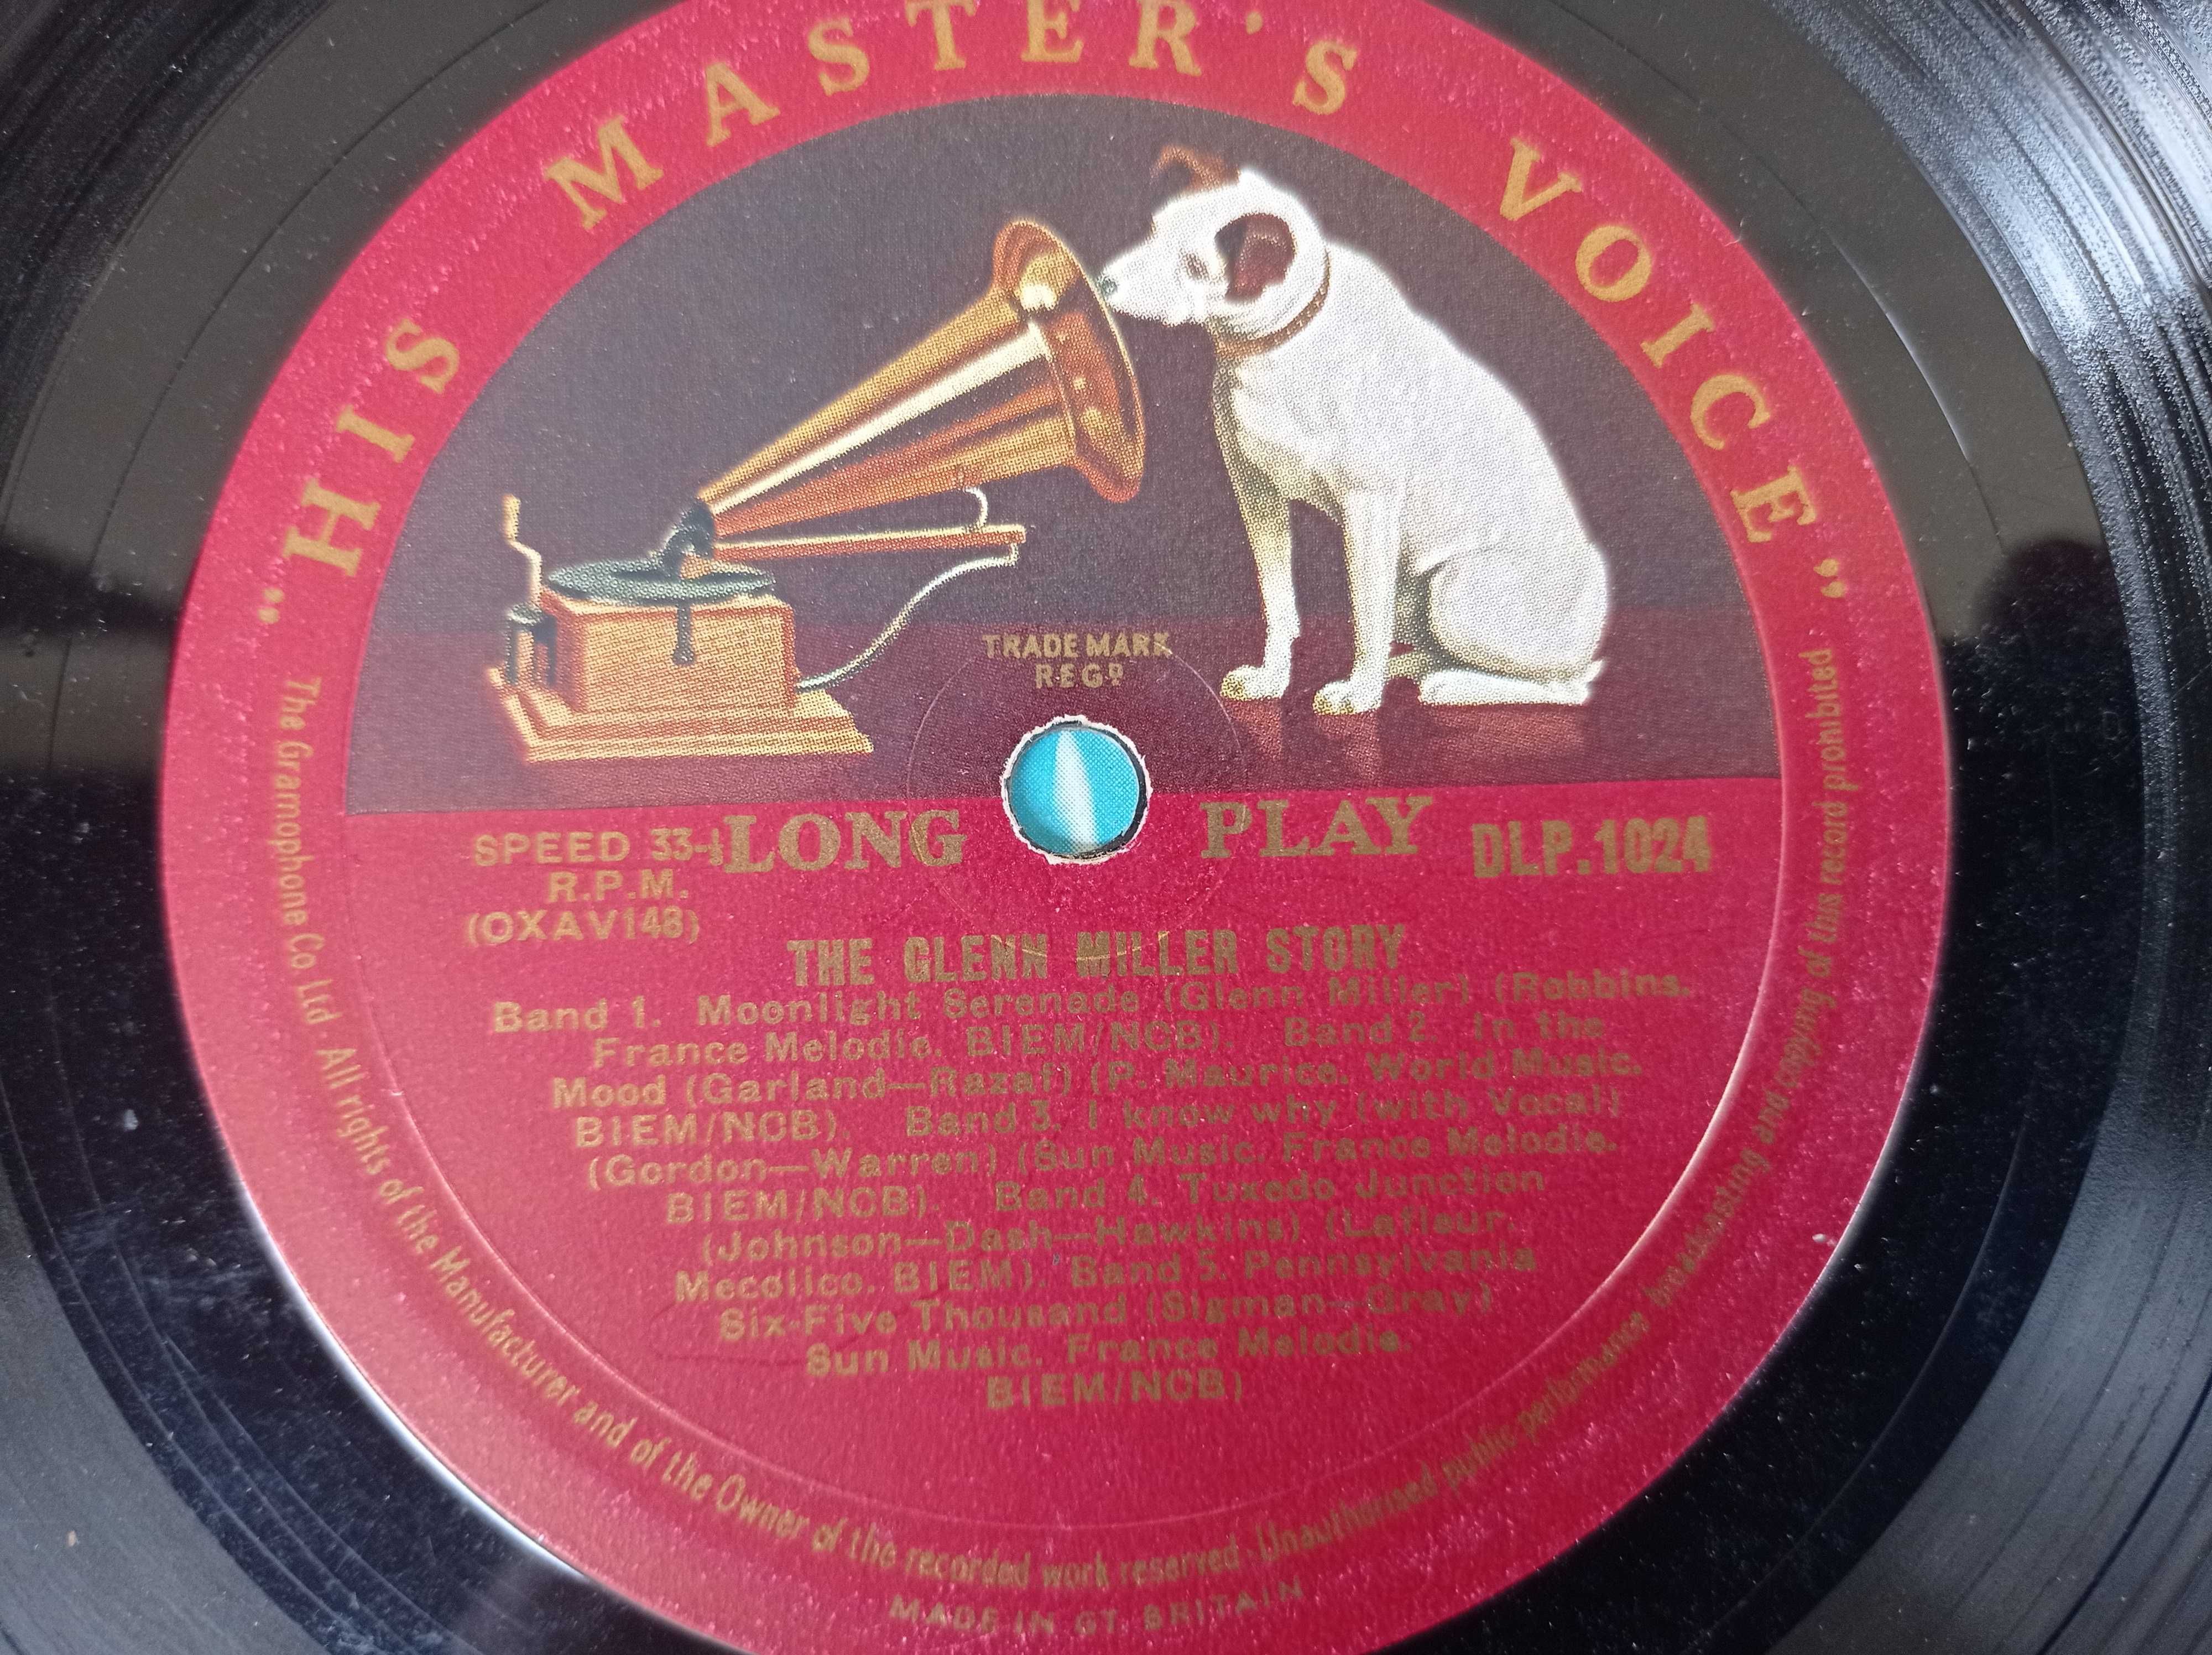 "HIS MASTER'S VOICE"
TRADE MARK
REGD
LONG PLAY
SPEED 33⅓
R.P.M.
(OXAV148)
DLP.1024
THE GLENN MILLER STORY
Band 1. Moonlight Serenade (Glenn Miller) (Robbins.
France Melodie. BIEM/NCB). Band 2. In the
Mood (Garland—Razaf) (P. Maurice. World Music.
BIEM/NCB). Band 3. I know why (with Vocal)
(Gordon—Warren) (Sun Music. France Melodie.
BIEM/NCB). Band 4. Tuxedo Junction
(Johnson—Dash—Hawkins) (Lafleur.
Mecolico. BIEM). Band 5. Pennsylvania
Six-Five Thousand (Sigman—Gray)
Sun Music. France Melodie.
BIEM/NCB)
The Gramophone Co. Ltd. All rights of the Manufacturer and of the Owner of the recorded work reserved · Unauthorised public performance broadcasting and copying of this record prohibited
MADE IN GT. BRITAIN